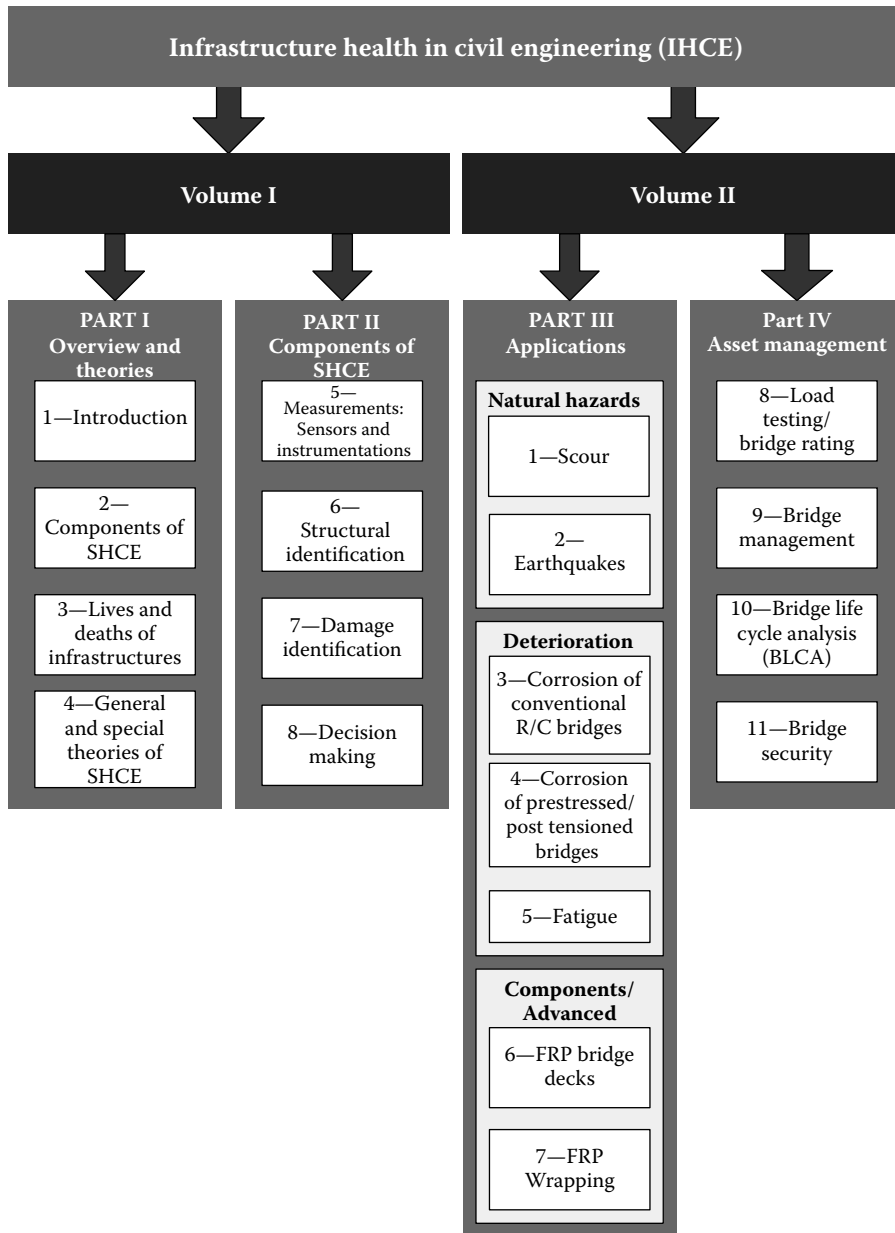 Infrastructure health in civil engineering (IHCE)
Volume I
Volume II
PART I
Overview and
theories
1—Introduction
2—
Components of
SHCE
3—Lives and
deaths of
infrastructures
4—General
and special
theories of
SHCE
PART II
Components of
SHCE
5—
Measurements:
Sensors and
instrumentations
6—
Structural
identification
7—Damage
identification
8—Decision
making
PART III
Applications
Natural hazards
1—Scour
2—
Earthquakes
Deterioration
3—Corrosion of
conventional
R/C bridges
4—Corrosion
of prestressed/
post tensioned
bridges
5—Fatigue
Components/
Advanced
6—FRP bridge
decks
7—FRP
Wrapping
Part IV
Asset management
8—Load
testing/
bridge rating
9—Bridge
management
10—Bridge life
cycle analysis
(BLCA)
11—Bridge
security